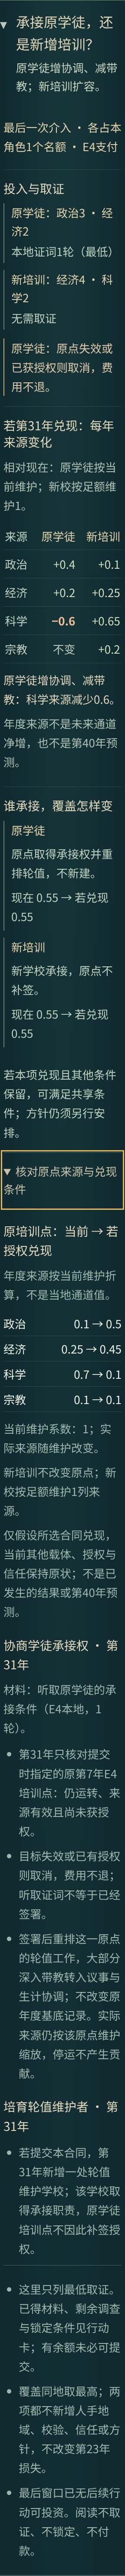 ▼ 承接原学徒，还
是新增培训？
原学徒增协调、减带
教；新培训扩容。
最后一次介入 · 各占本
角色1个名额 · E4支付
投入与取证
原学徒：政治3 · 经
济2
本地证词1轮（最低）
新培训：经济4 · 科
学2
无需取证
原学徒：原点失效或
已获授权则取消，费
用不退。
若第31年兑现：每年
来源变化
相对现在：原学徒按当
前维护；新校按足额维
护1。
来源 原学徒 新培训
政治 +0.4 +0.1
经济 +0.2 +0.25
科学 −0.6 +0.65
宗教 不变 +0.2
原学徒增协调、减带
教：科学来源减少0.6。
年度来源不是未来通道
净增，也不是第40年预
测。
谁承接，覆盖怎样变
原学徒
原点取得承接权并重
排轮值，不新建。
现在 0.55 → 若兑现
0.55
新培训
新学校承接，原点不
补签。
现在 0.55 → 若兑现
0.55
若本项兑现且其他条件
保留，可满足共享条
件；方针仍须另行安
排。
▼ 核对原点来源与兑现
条件
原培训点：当前 → 若
授权兑现
年度来源按当前维护折
算，不是当地通道值。
政治 0.1 → 0.5
经济 0.25 → 0.45
科学 0.7 → 0.1
宗教 0.1 → 0.1
当前维护系数：1；实
际来源随维护改变。
新培训不改变原点；新
校按足额维护1列来
源。
仅假设所选合同兑现，
当前其他载体、授权与
信任保持原状；不是已
发生的结果或第40年预
测。
协商学徒承接权 · 第
31年
材料：听取原学徒的承
接条件（E4本地，1
轮）。
• 第31年只核对提交
时指定的原第7年E4
培训点：仍运转、来
源有效且尚未获授
权。
• 目标失效或已有授权
则取消，费用不退；
听取证词不等于已经
签署。
• 签署后重排这一原点
的轮值工作，大部分
深入带教转入议事与
生计协调；不改变原
年度基底记录。实际
来源仍按该原点维护
缩放，停运不产生贡
献。
培育轮值维护者 · 第
31年
• 若提交本合同，第
31年新增一处轮值
维护学校；该学校取
得承接职责，原学徒
培训点不因此补签授
权。
• 这里只列最低取证。
已得材料、剩余调查
与锁定条件见行动
卡；有余额未必可提
交。
• 覆盖同地取最高；两
项都不新增人手地
域、校验、信任或方
针，不改变第23年
损失。
• 最后窗口已无后续行
动可投资。阅读不取
证、不锁定、不付
款。